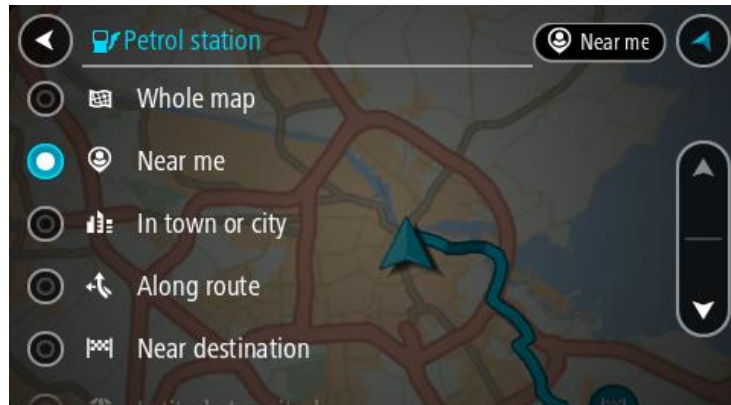 Petrol station
Near me
Whole map
Near me
In town or city
Along route
Near destination